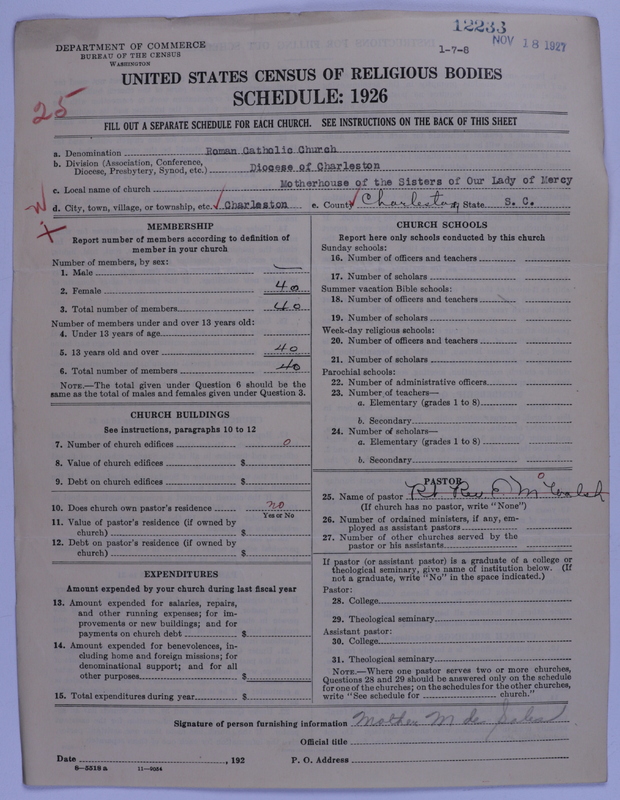 12233
NOV 18 1927
1-7-8
DEPARTMENT OF COMMERCE
BUREAU OF THE CENSUS
WASHINGTON
25
UNITED STATES CENSUS OF RELIGIOUS BODIES
SCHEDULE: 1926
FILL OUT A SEPARATE SCHEDULE FOR EACH CHURCH. SEE INSTRUCTIONS ON THE BACK OF THIS SHEET
a. Denomination Roman Catholic Church
b. Division (Association, Conference, Diocese, Presbytery, Synod, etc.) Diocese of Charleston
c. Local name of church Motherhouse of the Sisters of Our Lady of Mercy
d. City, town, village, or township, etc. Charleston e. County Charleston State S. C.
MEMBERSHIP
Report number of members according to definition of
member in your church
Number of members, by sex:
1. Male —
2. Female 40
3. Total number of members 40
Number of members under and over 13 years old:
4. Under 13 years of age
5. 13 years old and over 40
6. Total number of members 40
NOTE.—The total given under Question 6 should be the
same as the total of males and females given under Question 3.
CHURCH BUILDINGS
See instructions, paragraphs 10 to 12
7. Number of church edifices 0
8. Value of church edifices $
9. Debt on church edifices $
10. Does church own pastor's residence no
Yes or No
11. Value of pastor's residence (if owned by
church) $
12. Debt on pastor's residence (if owned by
church) $
EXPENDITURES
Amount expended by your church during last fiscal year
13. Amount expended for salaries, repairs,
and other running expenses; for im-
provements or new buildings; and for
payments on church debt $
14. Amount expended for benevolences, in-
cluding home and foreign missions; for
denominational support; and for all
other purposes $
15. Total expenditures during year $
CHURCH SCHOOLS
Report here only schools conducted by this church
Sunday schools:
16. Number of officers and teachers
17. Number of scholars
Summer vacation Bible schools:
18. Number of officers and teachers
19. Number of scholars
Week-day religious schools:
20. Number of officers and teachers
21. Number of scholars
Parochial schools:
22. Number of administrative officers
23. Number of teachers—
a. Elementary (grades 1 to 8)
b. Secondary
24. Number of scholars—
a. Elementary (grades 1 to 8)
b. Secondary
PASTOR
25. Name of pastor Rt. Rev. E. M Walsh
(If church has no pastor, write "None")
26. Number of ordained ministers, if any, em-
ployed as assistant pastors
27. Number of other churches served by the
pastor or his assistants
If pastor (or assistant pastor) is a graduate of a college or
theological seminary, give name of institution below. (If
not a graduate, write "No" in the space indicated.)
Pastor:
28. College
29. Theological seminary
Assistant pastor:
30. College
31. Theological seminary
NOTE.—Where one pastor serves two or more churches,
Questions 28 and 29 should be answered only on the schedule
for one of the churches; on the schedules for the other churches,
write "See schedule for church."
Signature of person furnishing information Mother M de Sales
Official title
Date , 192 P. O. Address
8-5319 a 11-9034